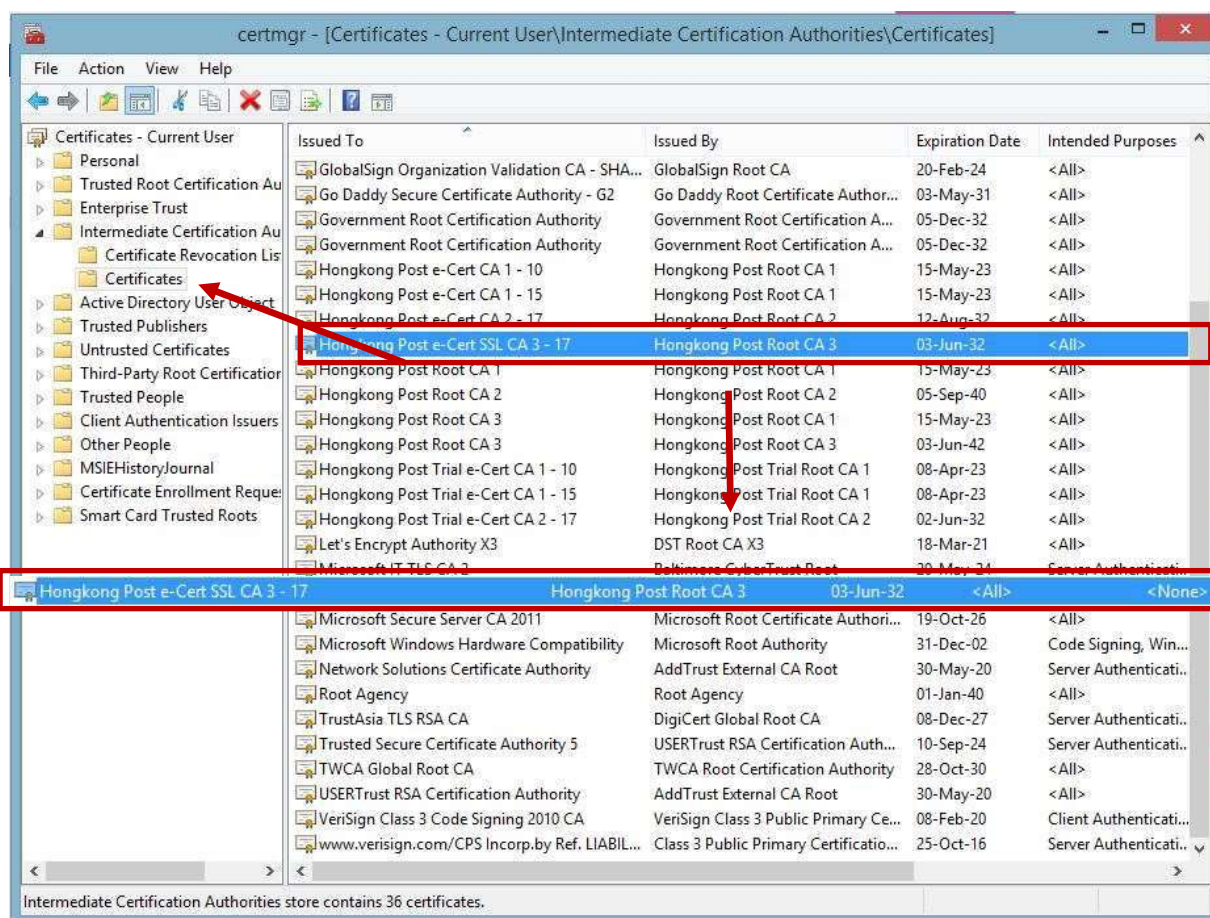 certmgr - [Certificates - Current User\Intermediate Certification Authorities\Certificates]
File Action View Help
Certificates - Current User
Personal
Trusted Root Certification Au
Enterprise Trust
Intermediate Certification Au
Certificate Revocation Lis
Certificates
Active Directory User Object
Trusted Publishers
Untrusted Certificates
Third-Party Root Certification
Trusted People
Client Authentication Issuers
Other People
MSIEHistoryJournal
Certificate Enrollment Reques
Smart Card Trusted Roots
Issued To Issued By Expiration Date Intended Purposes
GlobalSign Organization Validation CA - SHA... GlobalSign Root CA 20-Feb-24 <All>
Go Daddy Secure Certificate Authority - G2 Go Daddy Root Certificate Author... 03-May-31 <All>
Government Root Certification Authority Government Root Certification A... 05-Dec-32 <All>
Government Root Certification Authority Government Root Certification A... 05-Dec-32 <All>
Hongkong Post e-Cert CA 1 - 10 Hongkong Post Root CA 1 15-May-23 <All>
Hongkong Post e-Cert CA 1 - 15 Hongkong Post Root CA 1 15-May-23 <All>
Hongkong Post e-Cert CA 2 - 17 Hongkong Post Root CA 2 12-Aug-32 <All>
Hongkong Post e-Cert SSL CA 3 - 17 Hongkong Post Root CA 3 03-Jun-32 <All>
Hongkong Post Root CA 1 Hongkong Post Root CA 1 15-May-23 <All>
Hongkong Post Root CA 2 Hongkong Post Root CA 2 05-Sep-40 <All>
Hongkong Post Root CA 3 Hongkong Post Root CA 1 15-May-23 <All>
Hongkong Post Root CA 3 Hongkong Post Root CA 3 03-Jun-42 <All>
Hongkong Post Trial e-Cert CA 1 - 10 Hongkong Post Trial Root CA 1 08-Apr-23 <All>
Hongkong Post Trial e-Cert CA 1 - 15 Hongkong Post Trial Root CA 1 08-Apr-23 <All>
Hongkong Post Trial e-Cert CA 2 - 17 Hongkong Post Trial Root CA 2 02-Jun-32 <All>
Let's Encrypt Authority X3 DST Root CA X3 18-Mar-21 <All>
Microsoft IT TLS CA 2 Baltimore CyberTrust Root 20-May-24 Server Authenticati...
Hongkong Post e-Cert SSL CA 3 - 17 Hongkong Post Root CA 3 03-Jun-32 <All> <None>
Microsoft Secure Server CA 2011 Microsoft Root Certificate Authori... 19-Oct-26 <All>
Microsoft Windows Hardware Compatibility Microsoft Root Authority 31-Dec-02 Code Signing, Win...
Network Solutions Certificate Authority AddTrust External CA Root 30-May-20 Server Authenticati..
Root Agency Root Agency 01-Jan-40 <All>
TrustAsia TLS RSA CA DigiCert Global Root CA 08-Dec-27 Server Authenticati..
Trusted Secure Certificate Authority 5 USERTrust RSA Certification Auth... 10-Sep-24 Server Authenticati..
TWCA Global Root CA TWCA Root Certification Authority 28-Oct-30 <All>
USERTrust RSA Certification Authority AddTrust External CA Root 30-May-20 <All>
VeriSign Class 3 Code Signing 2010 CA VeriSign Class 3 Public Primary Ce... 08-Feb-20 Client Authenticati...
www.verisign.com/CPS Incorp.by Ref. LIABIL... Class 3 Public Primary Certificatio... 25-Oct-16 Server Authenticati..
Intermediate Certification Authorities store contains 36 certificates.